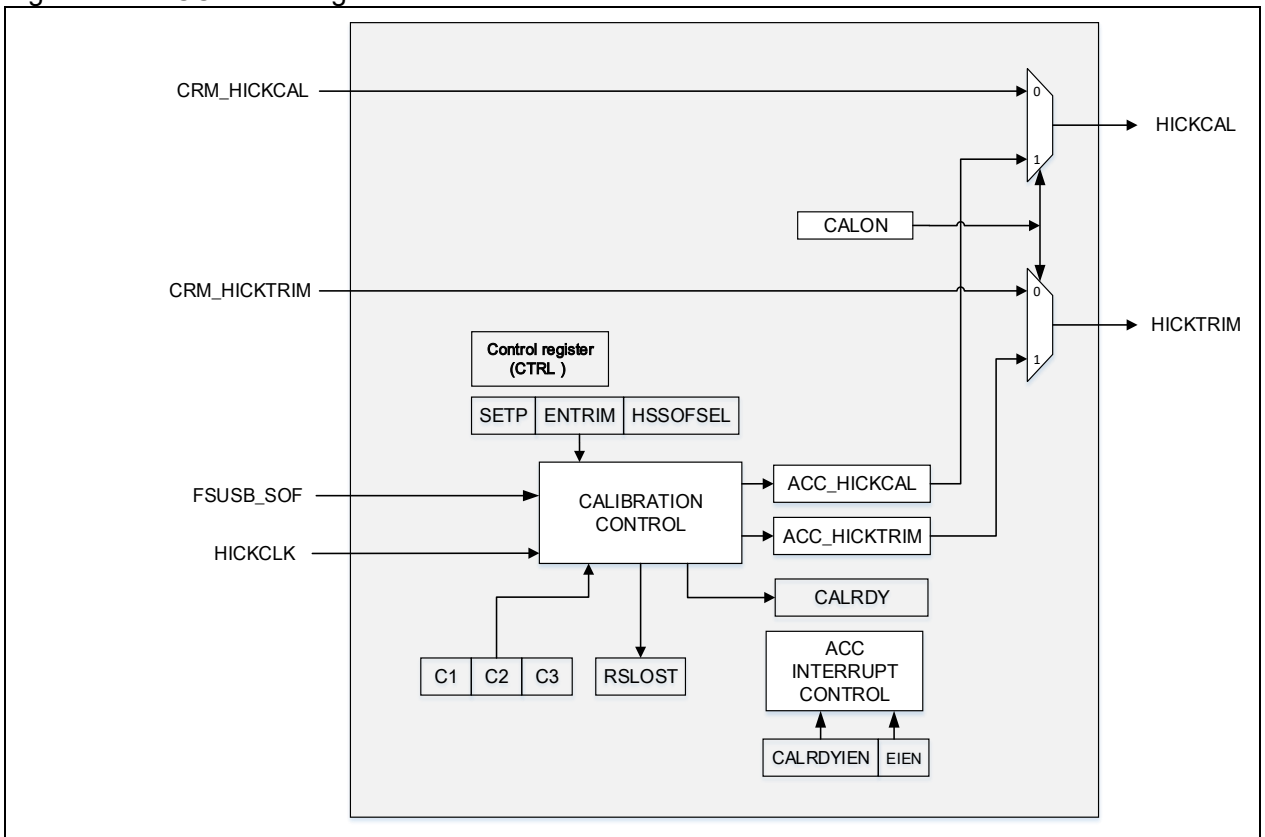 CRM_HICKCAL
0
HICKCAL
1
CALON
CRM_HICKTRIM
0
HICKTRIM
1
Control register
(CTRL )
SETP ENTRIM HSSOFSEL
FSUSB_SOF
CALIBRATION
CONTROL
ACC_HICKCAL
ACC_HICKTRIM
HICKCLK
CALRDY
C1 C2 C3
RSLOST
ACC
INTERRUPT
CONTROL
CALRDYIEN EIEN